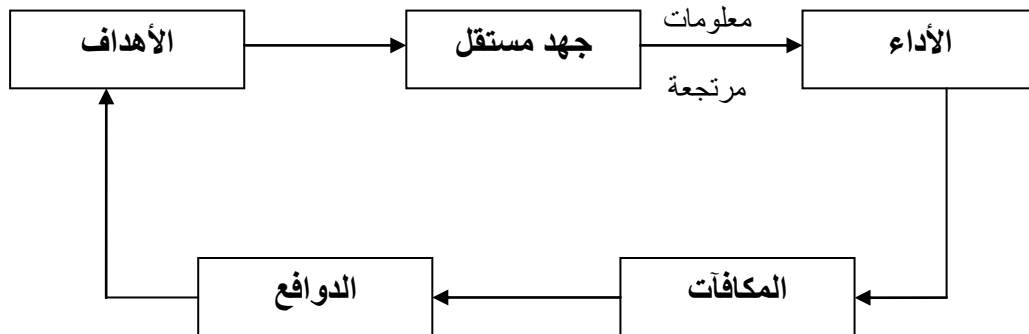 الأهداف
جهد مستقل
معلومات
مرتجعة
الأداء
المكافآت
الدوافع